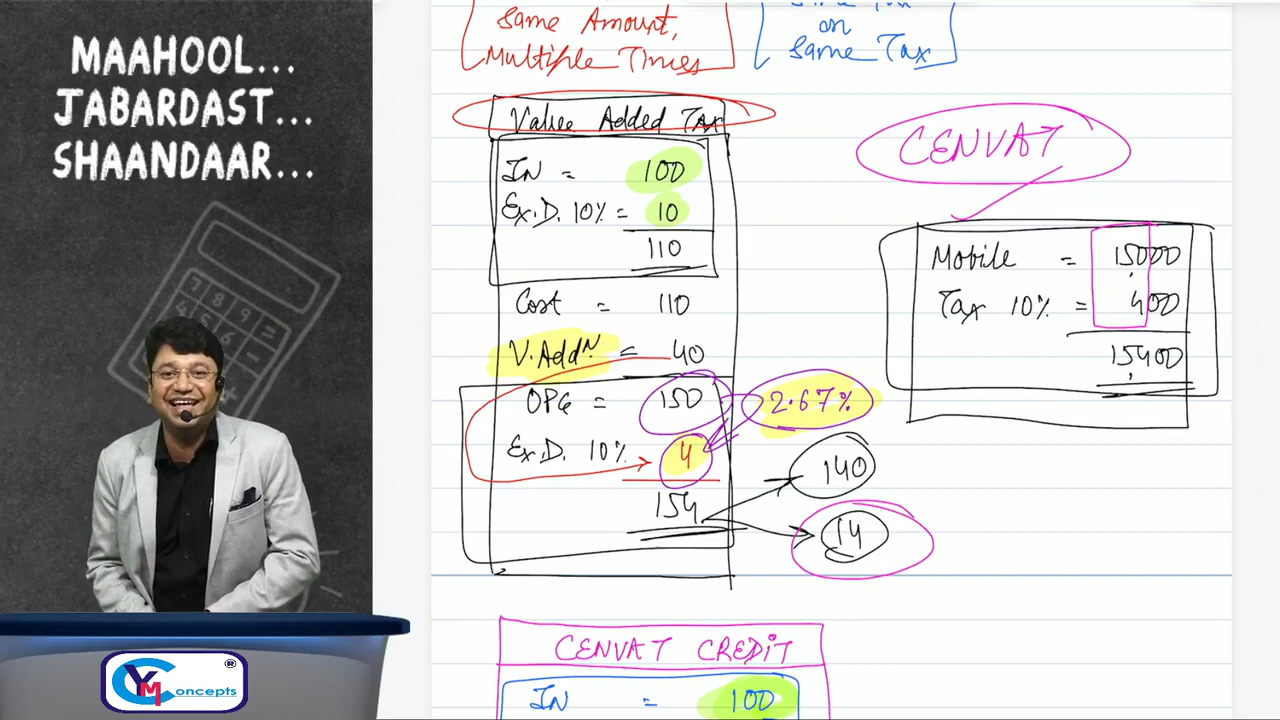 MAAHOOL...
JABARDAST...
SHAANDAAR...
Same Amount,
Multiple Times
on
Same Tax
Value Added Tax
IN = 100
Ex.D. 10% = 10
110
Cost = 110
V. Addⁿ = 40
OPG = 150
2.67%
Ex.D. 10% 4
154
140
14
CENVAT
Mobile = 15000
Tax 10% = 400
15400
CENVAT CREDIT
IN = 100
YM Concepts ®